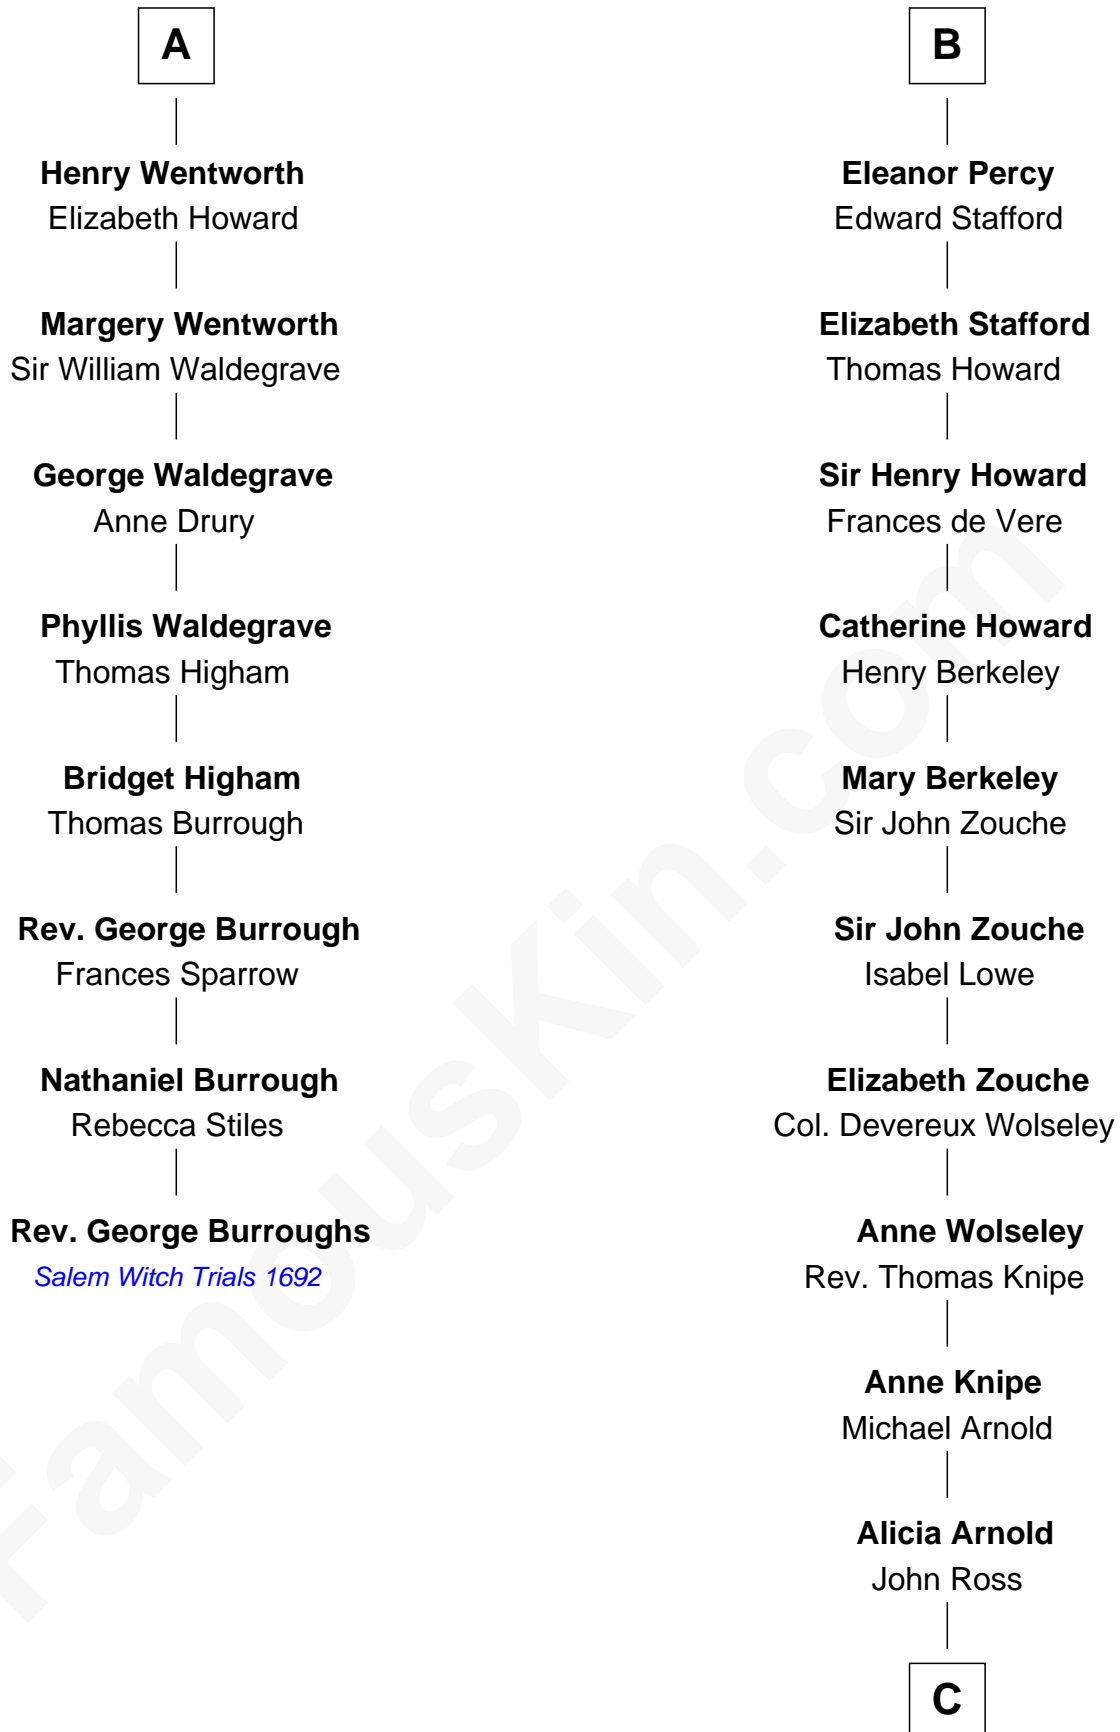 A
Henry Wentworth
Elizabeth Howard
Margery Wentworth
Sir William Waldegrave
George Waldegrave
Anne Drury
Phyllis Waldegrave
Thomas Higham
Bridget Higham
Thomas Burrough
Rev. George Burrough
Frances Sparrow
Nathaniel Burrough
Rebecca Stiles
Rev. George Burroughs
Salem Witch Trials 1692
B
Eleanor Percy
Edward Stafford
Elizabeth Stafford
Thomas Howard
Sir Henry Howard
Frances de Vere
Catherine Howard
Henry Berkeley
Mary Berkeley
Sir John Zouche
Sir John Zouche
Isabel Lowe
Elizabeth Zouche
Col. Devereux Wolseley
Anne Wolseley
Rev. Thomas Knipe
Anne Knipe
Michael Arnold
Alicia Arnold
John Ross
C
FamousKin.com